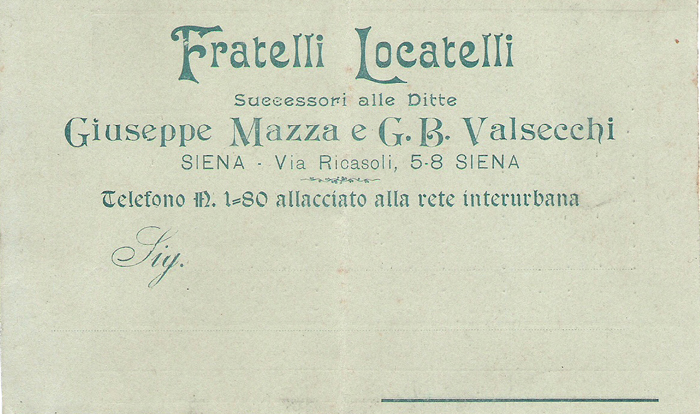 Fratelli Locatelli
Successori alle Ditte
Giuseppe Mazza e G. B. Valsecchi
SIENA - Via Ricasoli, 5-8 SIENA
Telefono N. 1=80 allacciato alla rete interurbana
Sig.